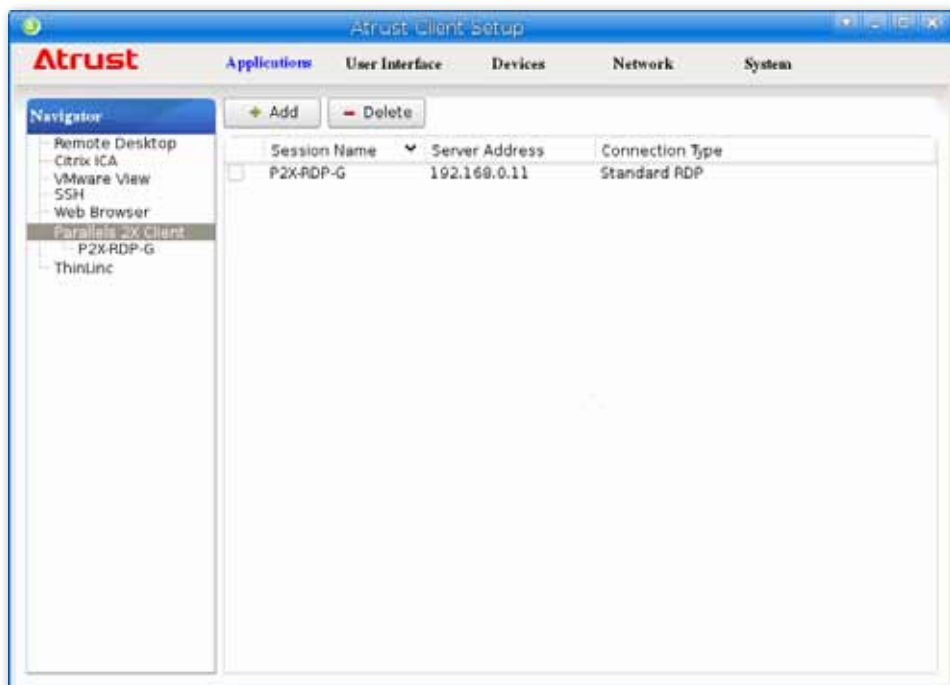 Atrust Client Setup
Atrust
Applications User Interface Devices Network System
Navigator
Remote Desktop
Citrix ICA
VMware View
SSH
Web Browser
Parallels 2X Client
P2X-RDP-G
ThinLinc
+ Add - Delete
Session Name Server Address Connection Type
P2X-RDP-G 192.168.0.11 Standard RDP